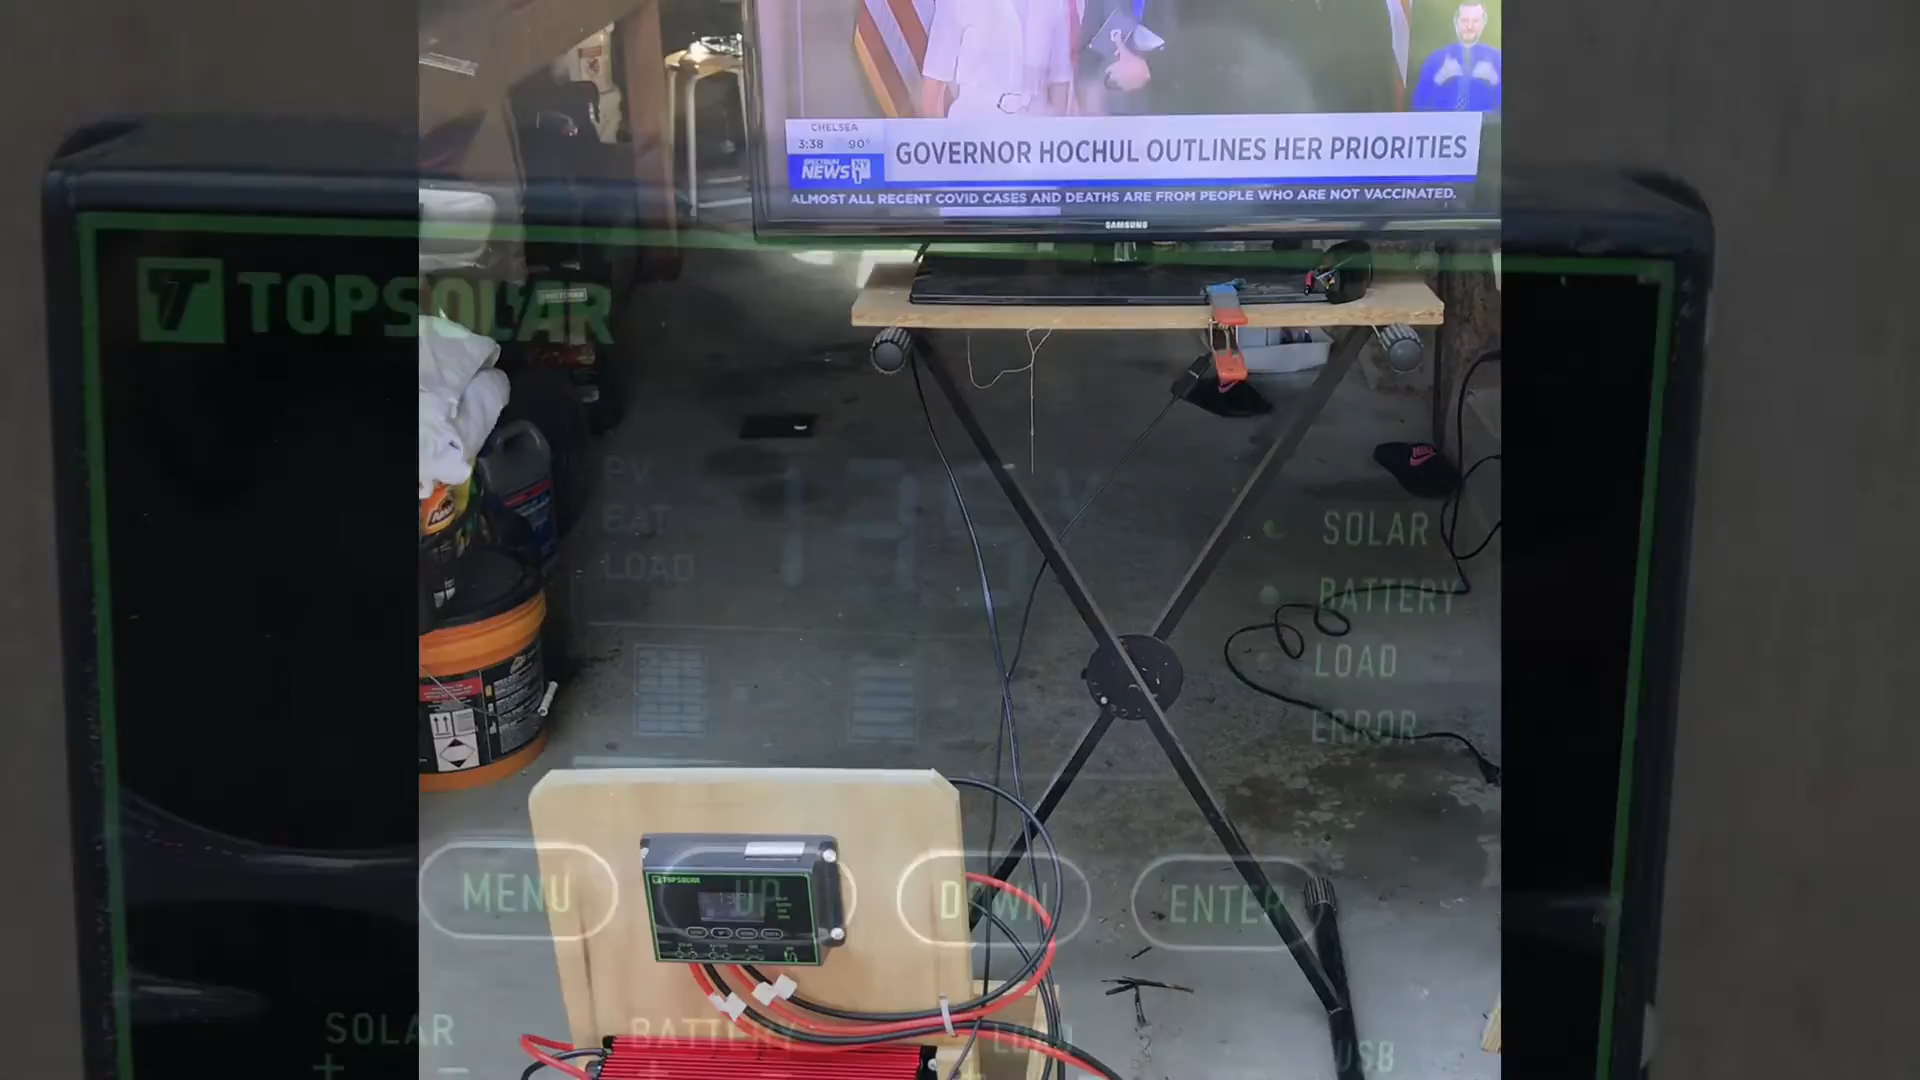 CHELSEA
3:38 90°
SPECTRUM
NEWS NY 1
GOVERNOR HOCHUL OUTLINES HER PRIORITIES
ALMOST ALL RECENT COVID CASES AND DEATHS ARE FROM PEOPLE WHO ARE NOT VACCINATED.
SAMSUNG
T TOPSOLAR
PV
BAT
LOAD
SOLAR
BATTERY
LOAD
ERROR
TOPSOLAR
MENU
UP
DOWN
ENTER
SOLAR
BATTERY
LOAD
USB
+ -